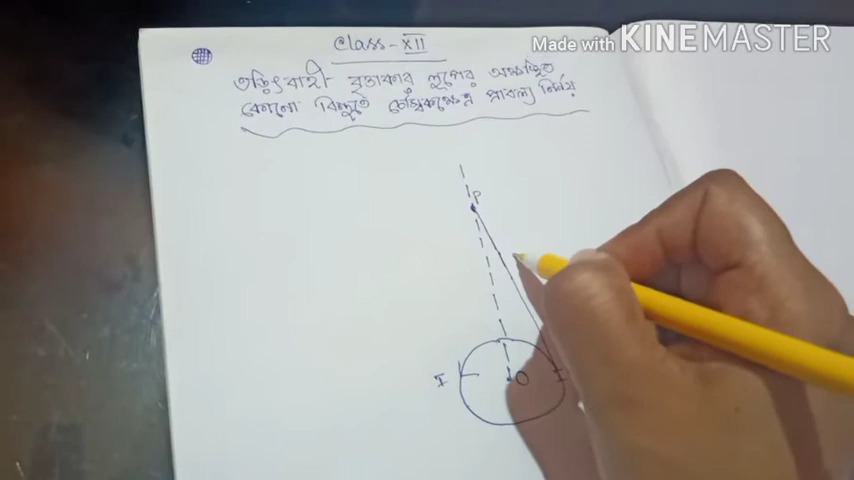 Made with KINEMASTER
Class - XII
তড়িৎবাহী বৃত্তাকার লুপের অক্ষস্থিত
কোনো বিন্দুতে চৌম্বকক্ষেত্র প্রাবল্য নির্ণয়
P
I
O